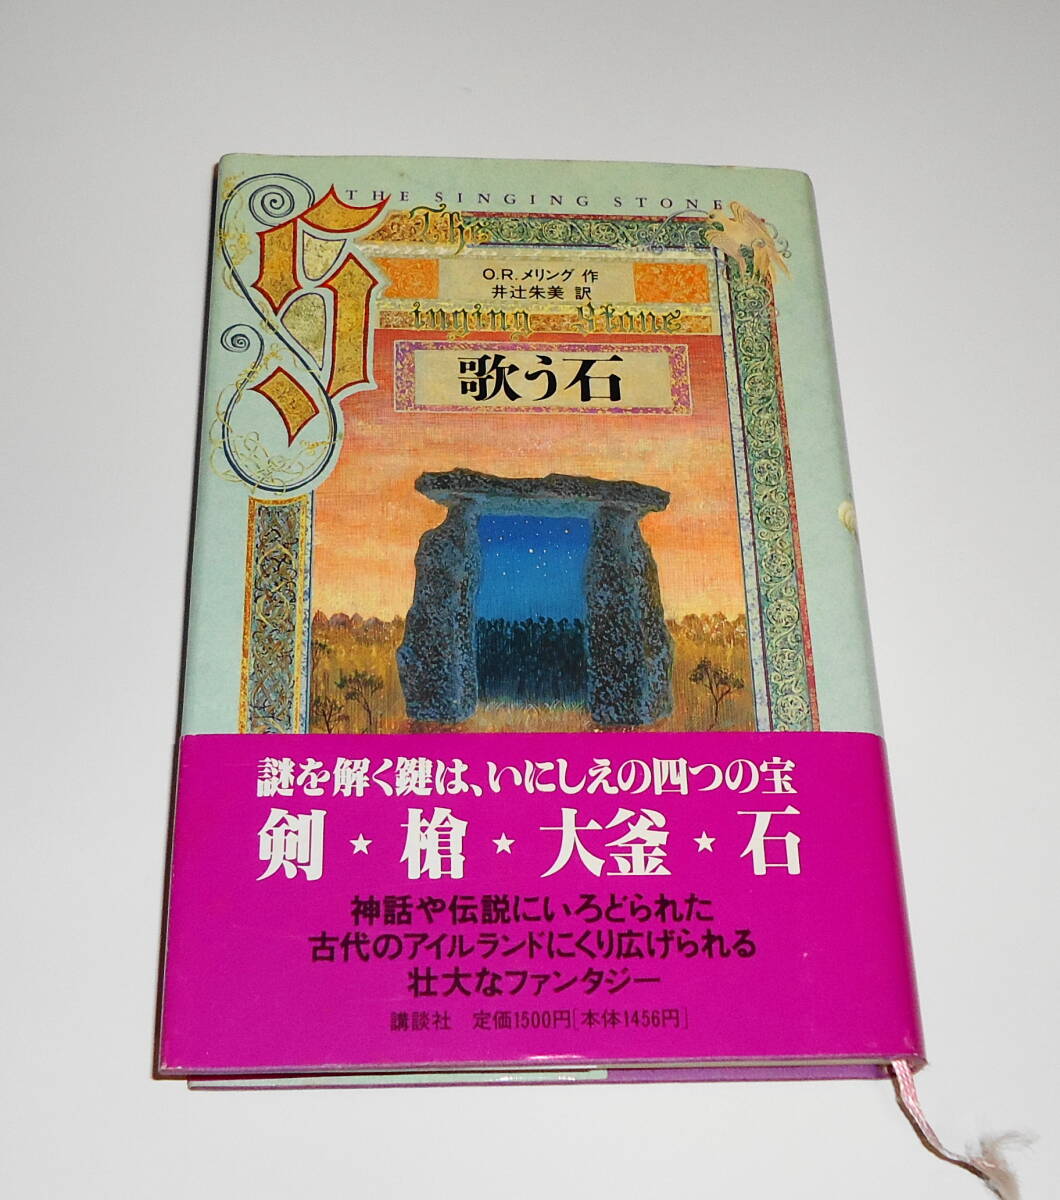 THE SINGING STONE
The
O.R.メリング 作
井辻朱美 訳
Singing Stone
歌う石
謎を解く鍵は、いにしえの四つの宝
剣★槍★大釜★石
神話や伝説にいろどられた
古代のアイルランドにくり広げられる
壮大なファンタジー
講談社 定価1500円[本体1456円]